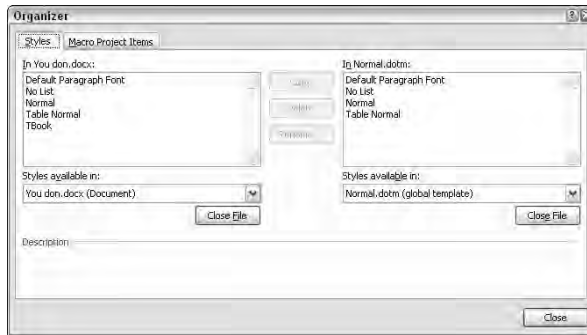 Organizer
Styles
Macro Project Items
In You don.docx:
Default Paragraph Font
No List
Normal
Table Normal
TBook
In Normal.dotm:
Default Paragraph Font
No List
Normal
Table Normal
Styles available in:
You don.docx (Document)
Close File
Styles available in:
Normal.dotm (global template)
Close File
Description
Close